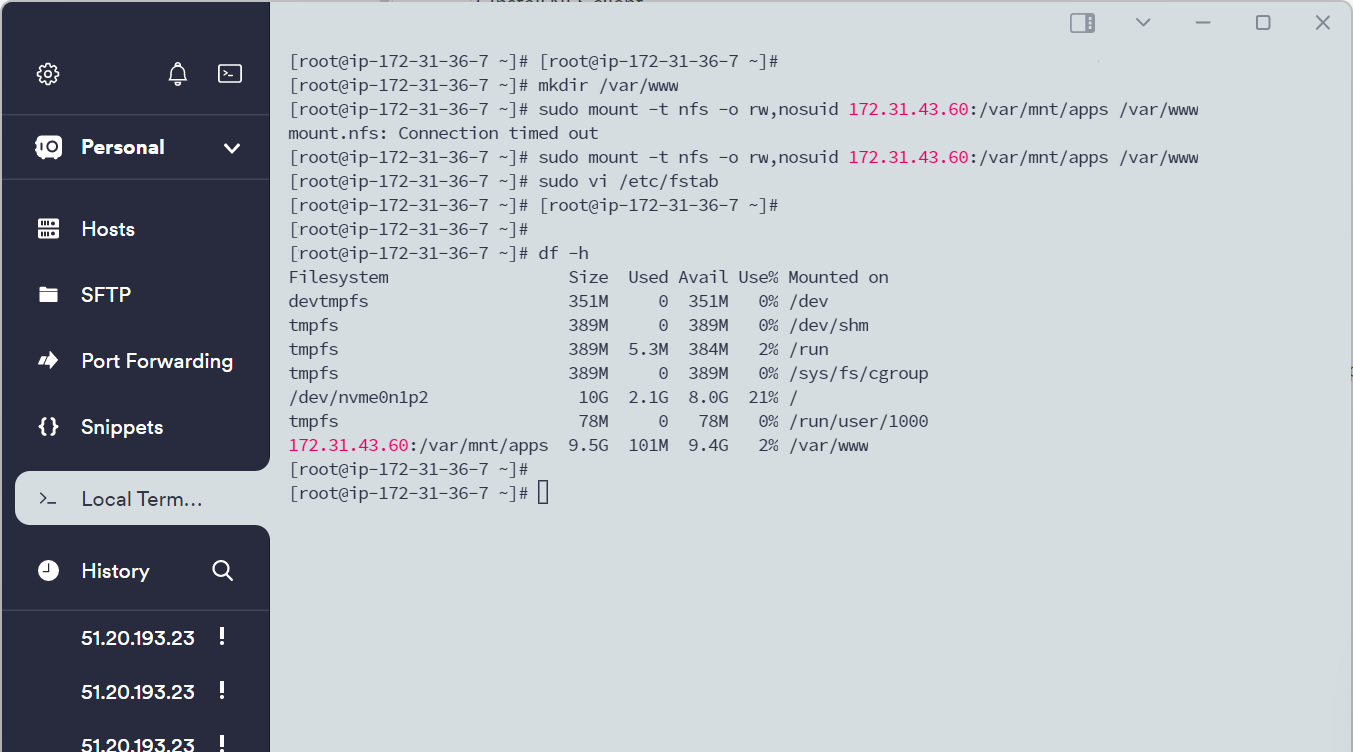 Personal
Hosts
SFTP
Port Forwarding
Snippets
Local Term...
History
51.20.193.23 !
51.20.193.23 !
51.20.193.23 !
[root@ip-172-31-36-7 ~]# [root@ip-172-31-36-7 ~]#
[root@ip-172-31-36-7 ~]# mkdir /var/www
[root@ip-172-31-36-7 ~]# sudo mount -t nfs -o rw,nosuid 172.31.43.60:/var/mnt/apps /var/www
mount.nfs: Connection timed out
[root@ip-172-31-36-7 ~]# sudo mount -t nfs -o rw,nosuid 172.31.43.60:/var/mnt/apps /var/www
[root@ip-172-31-36-7 ~]# sudo vi /etc/fstab
[root@ip-172-31-36-7 ~]# [root@ip-172-31-36-7 ~]#
[root@ip-172-31-36-7 ~]#
[root@ip-172-31-36-7 ~]# df -h
Filesystem Size Used Avail Use% Mounted on
devtmpfs 351M 0 351M 0% /dev
tmpfs 389M 0 389M 0% /dev/shm
tmpfs 389M 5.3M 384M 2% /run
tmpfs 389M 0 389M 0% /sys/fs/cgroup
/dev/nvme0n1p2 10G 2.1G 8.0G 21% /
tmpfs 78M 0 78M 0% /run/user/1000
172.31.43.60:/var/mnt/apps 9.5G 101M 9.4G 2% /var/www
[root@ip-172-31-36-7 ~]#
[root@ip-172-31-36-7 ~]#